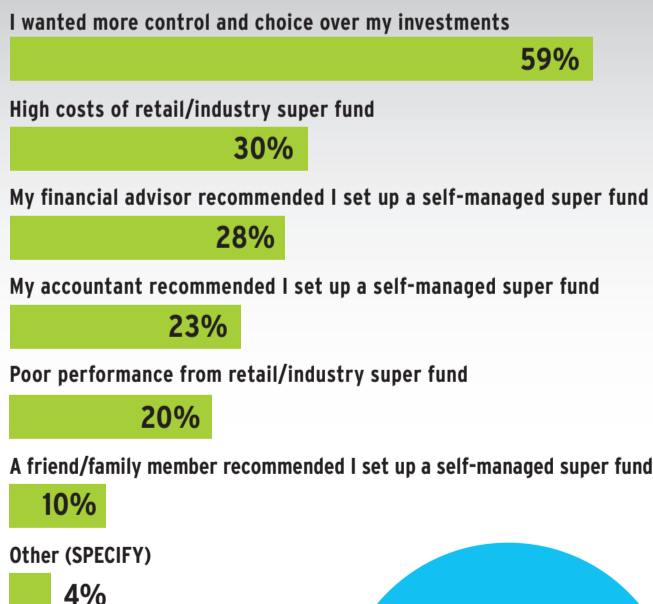 I wanted more control and choice over my investments
59%
High costs of retail/industry super fund
30%
My financial advisor recommended I set up a self-managed super fund
28%
My accountant recommended I set up a self-managed super fund
23%
Poor performance from retail/industry super fund
20%
A friend/family member recommended I set up a self-managed super fund
10%
Other (SPECIFY)
4%